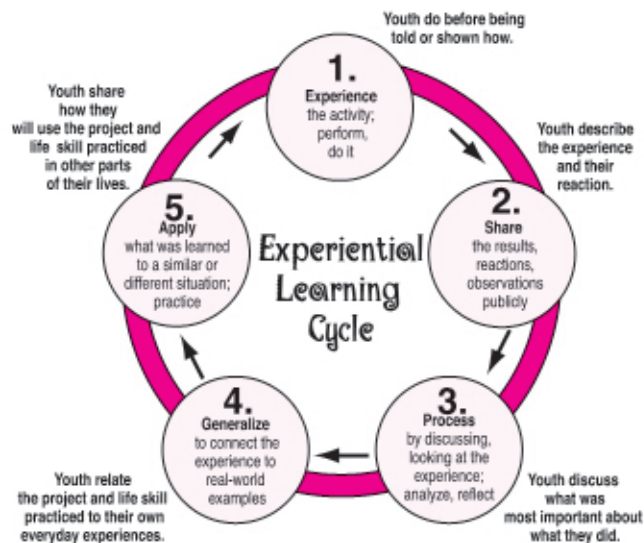 Youth do before being
told or shown how.
1.
Experience
the activity;
perform,
do it
Youth describe
the experience
and their
reaction.
2.
Share
the results,
reactions,
observations
publicly
3.
Process
by discussing,
looking at the
experience;
analyze, reflect
Youth discuss
what was
most important about
what they did.
4.
Generalize
to connect the
experience to
real-world
examples
Youth relate
the project and life skill
practiced to their own
everyday experiences.
5.
Apply
what was learned
to a similar or
different situation;
practice
Youth share
how they
will use the project and
life skill practiced
in other parts
of their lives.
Experiential
Learning
Cycle